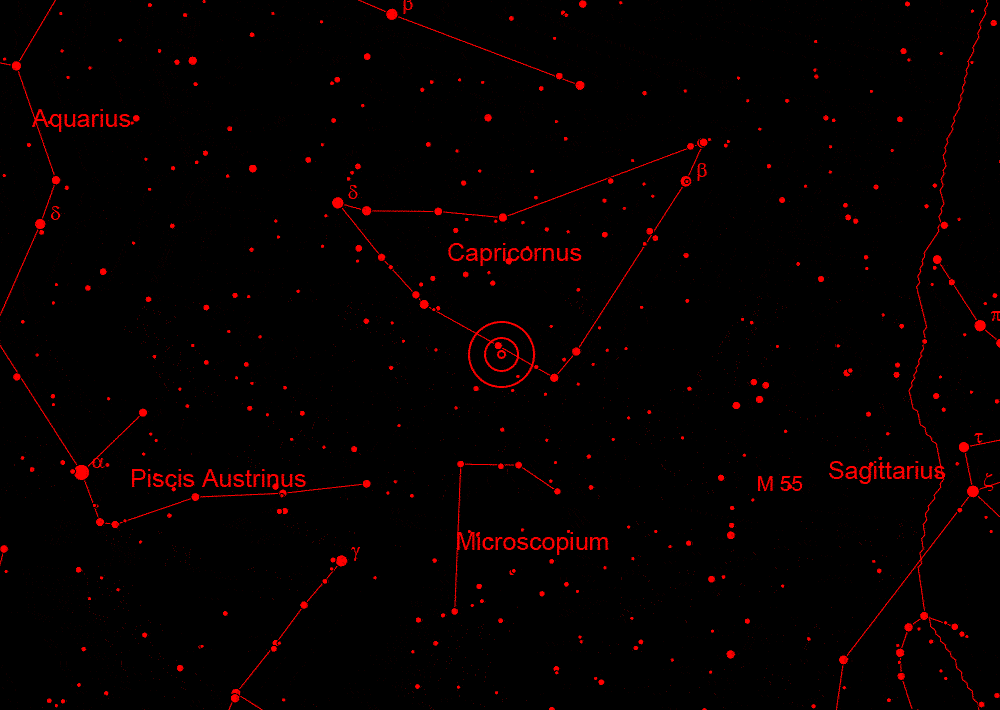 β
Aquarius
β
δ
δ
Capricornus
π
τ
α
Piscis Austrinus
Sagittarius
M 55
ζ
Microscopium
γ